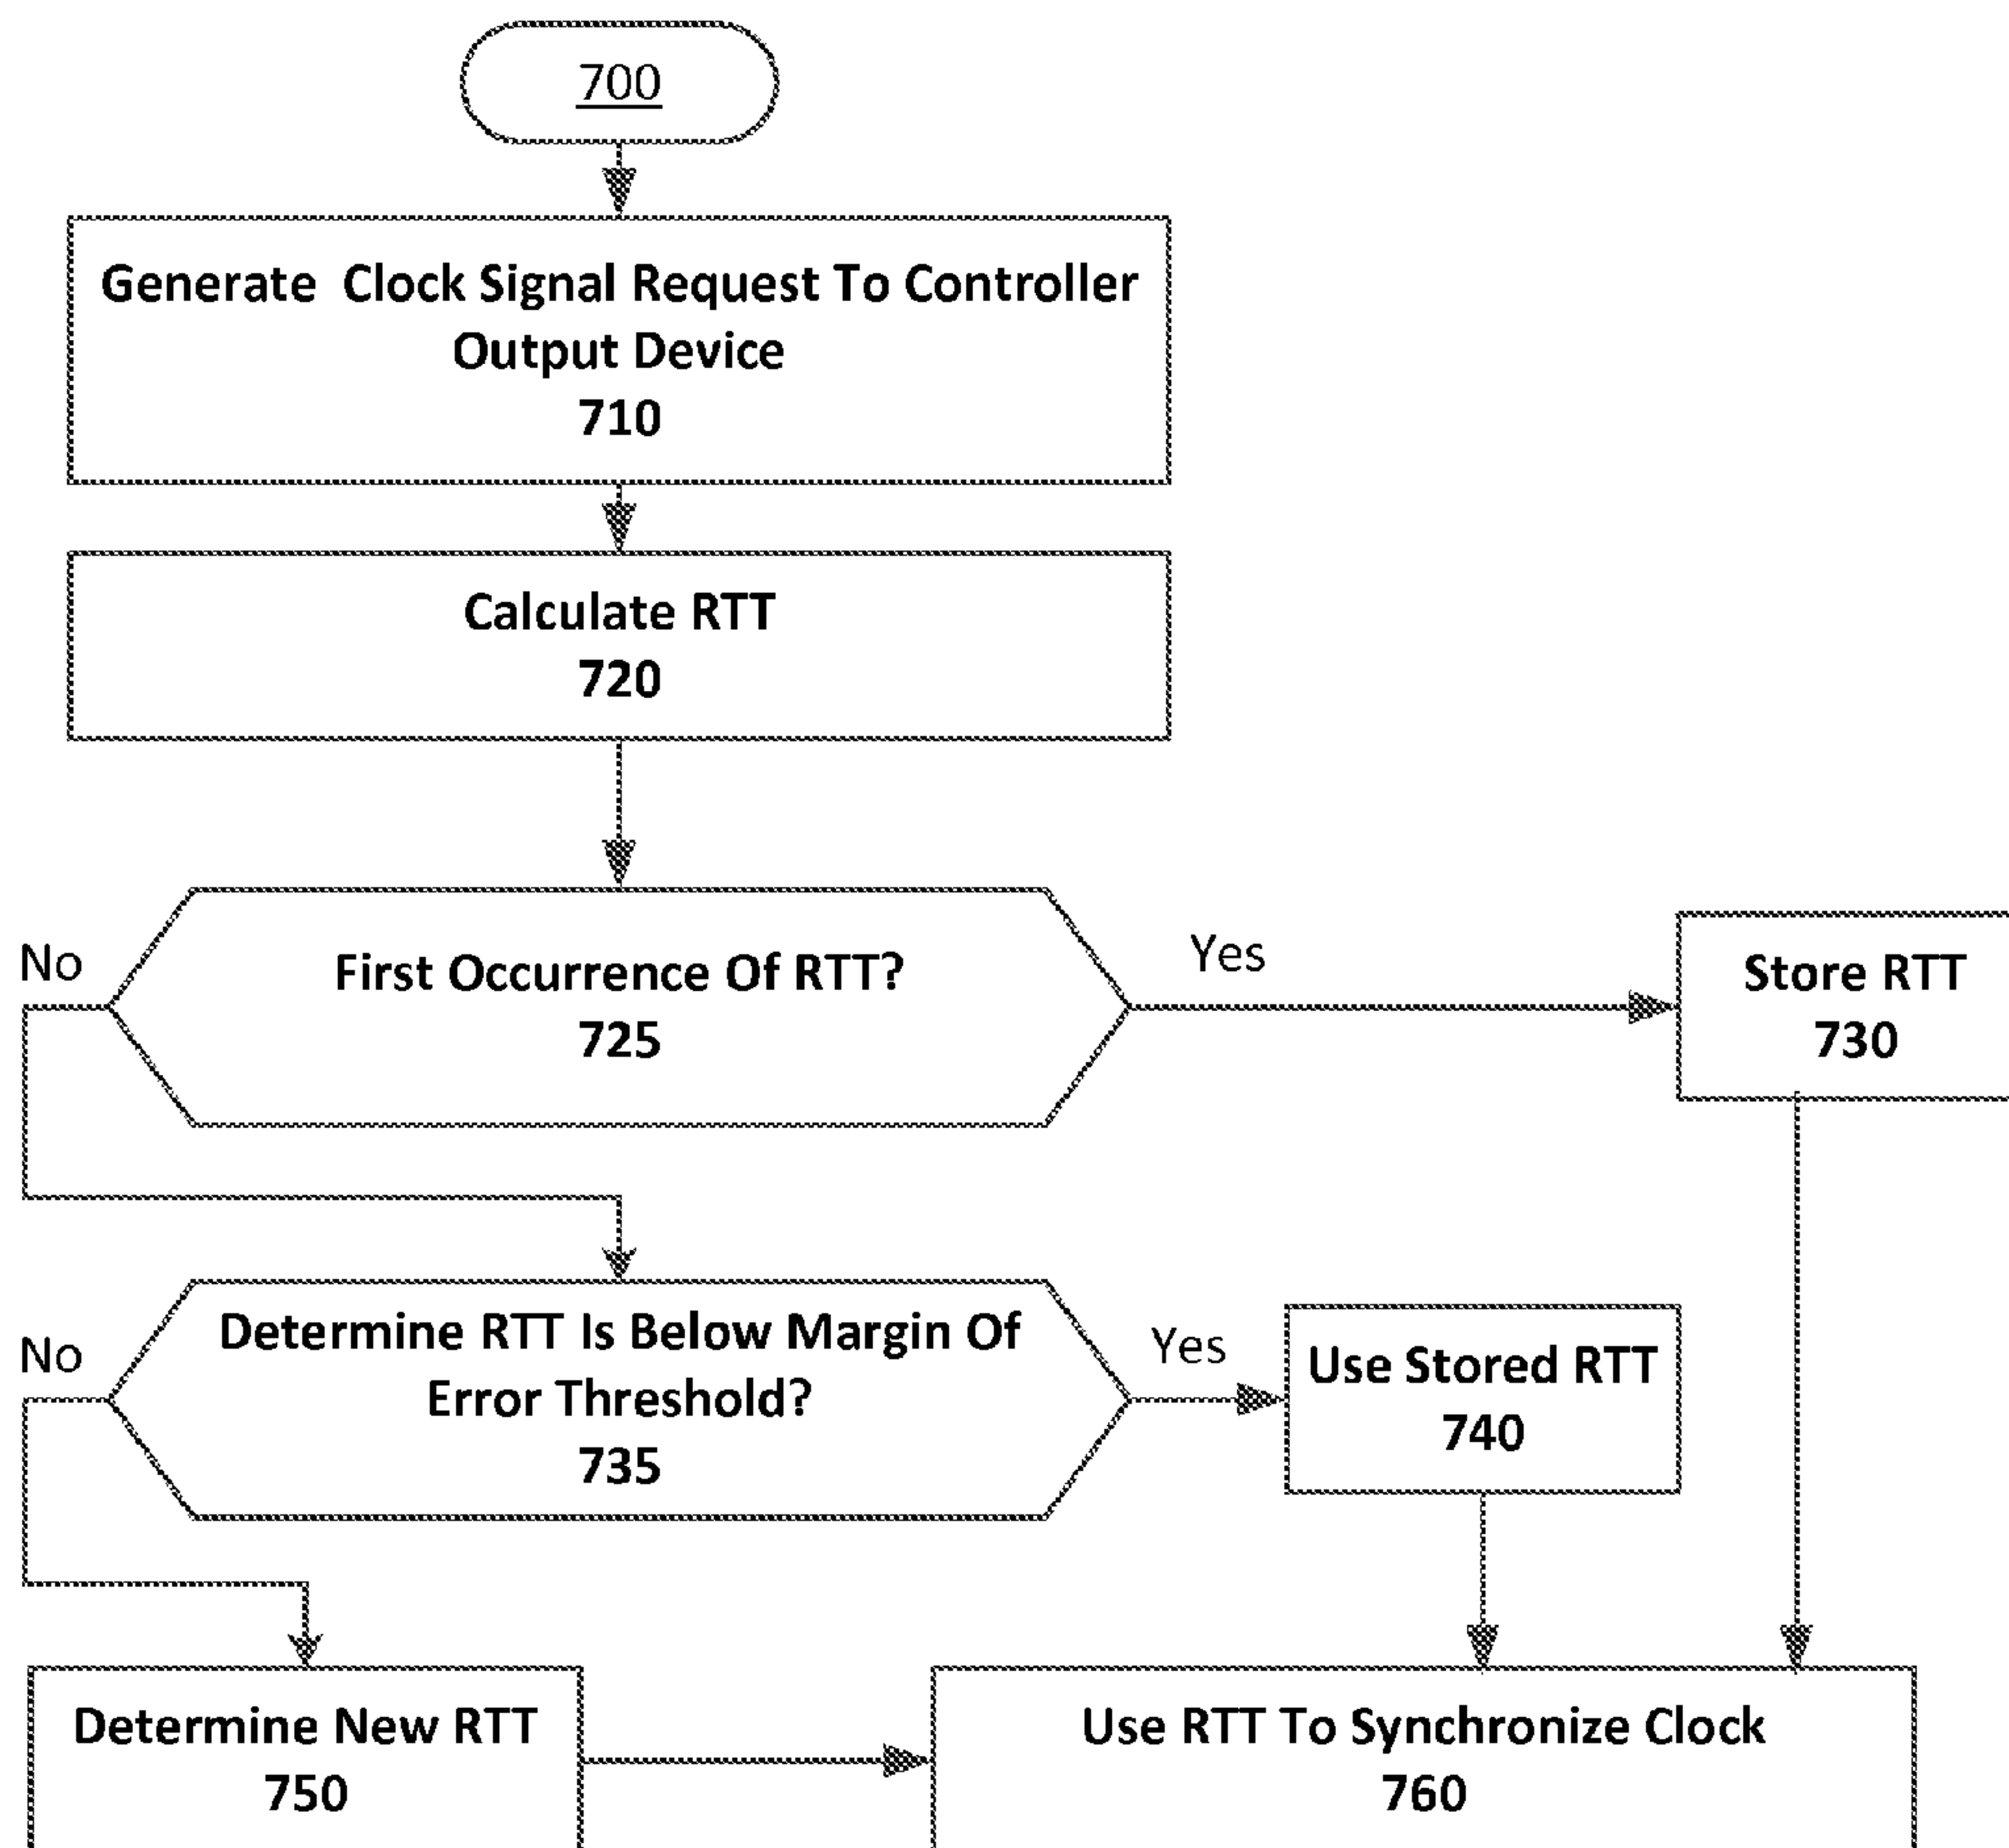 700
Generate Clock Signal Request To Controller
Output Device
710
Calculate RTT
720
No
First Occurrence Of RTT?
725
Yes
Store RTT
730
No
Determine RTT Is Below Margin Of
Error Threshold?
735
Yes
Use Stored RTT
740
Determine New RTT
750
Use RTT To Synchronize Clock
760